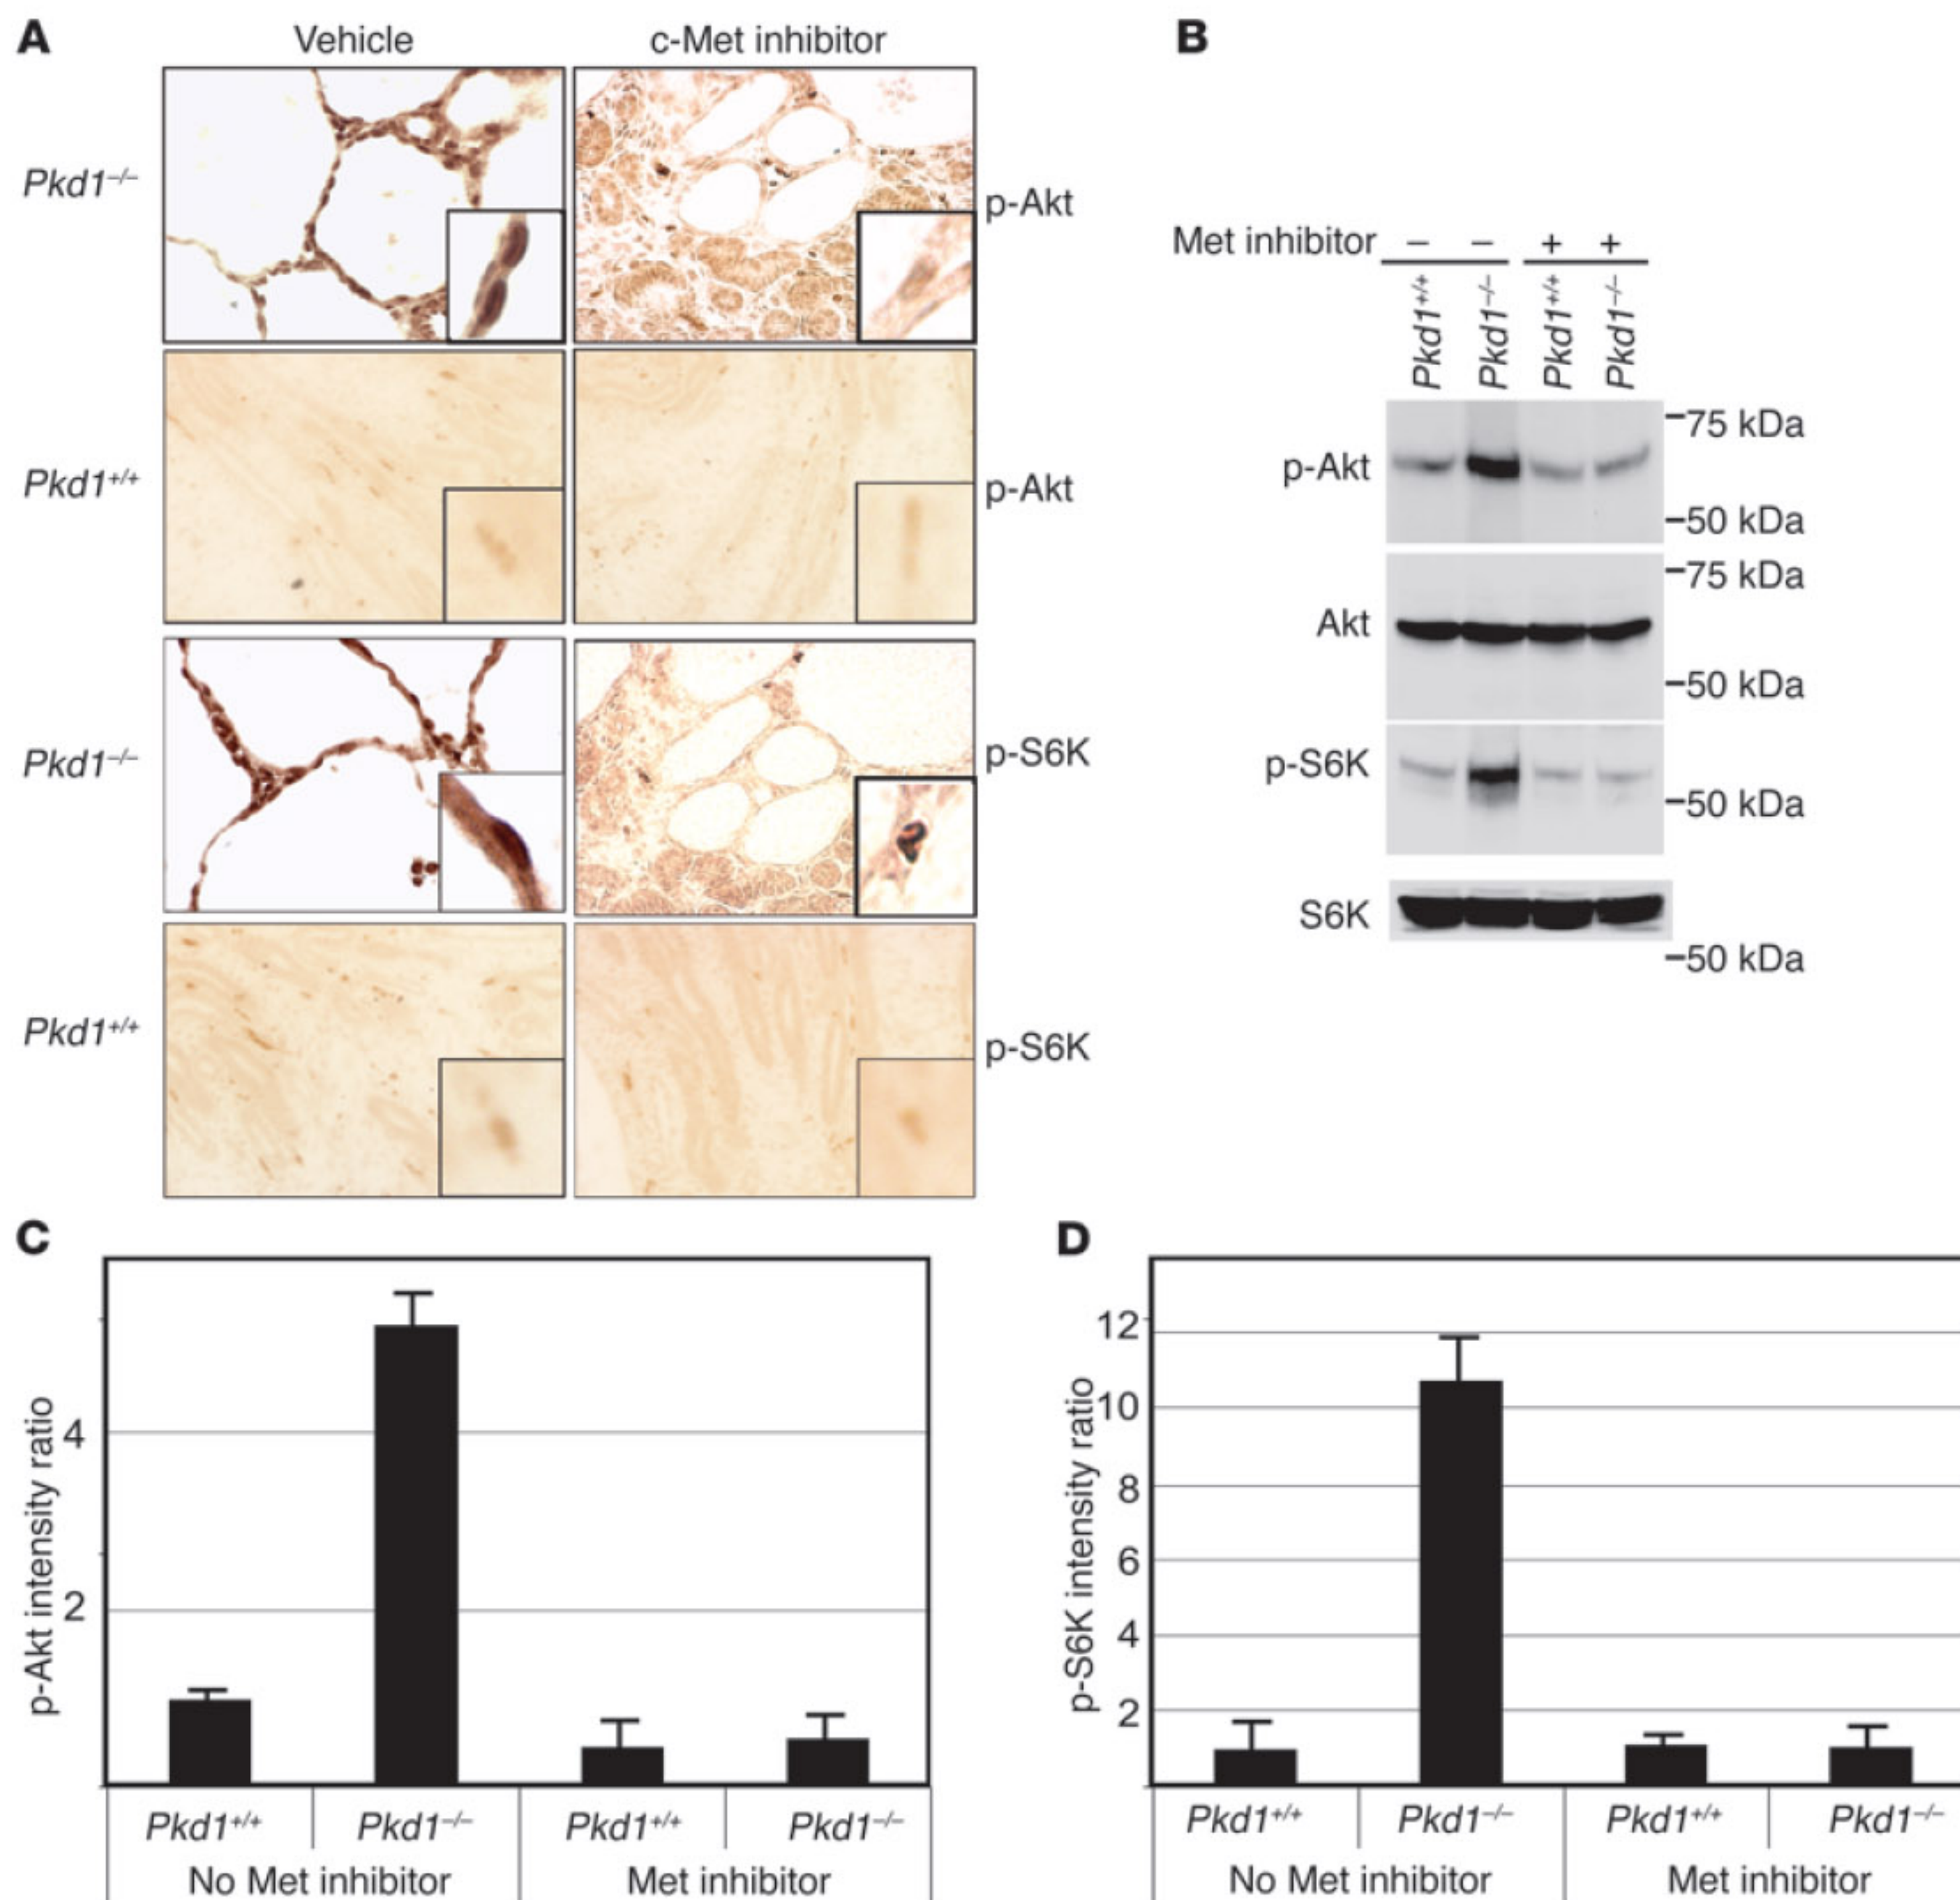 A
Vehicle
c-Met inhibitor
Pkd1–/–
p-Akt
Pkd1+/+
p-Akt
Pkd1–/–
p-S6K
Pkd1+/+
p-S6K
B
Met inhibitor – – + +
Pkd1+/+ Pkd1–/– Pkd1+/+ Pkd1–/–
p-Akt
75 kDa
50 kDa
Akt
75 kDa
50 kDa
p-S6K
50 kDa
S6K
50 kDa
C
p-Akt intensity ratio
4
2
Pkd1+/+ Pkd1–/– Pkd1+/+ Pkd1–/–
No Met inhibitor Met inhibitor
D
p-S6K intensity ratio
12
10
8
6
4
2
Pkd1+/+ Pkd1–/– Pkd1+/+ Pkd1–/–
No Met inhibitor Met inhibitor